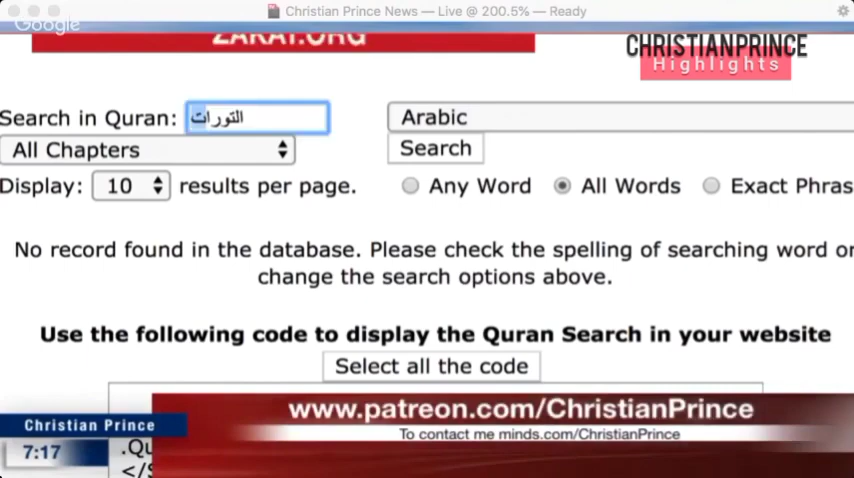 Christian Prince News — Live @ 200.5% — Ready
Google
ZAKAT.ORG
CHRISTIANPRINCE
Highlights
Search in Quran: التورات
Arabic
All Chapters
Search
Display: 10 results per page.
Any Word All Words Exact Phras
No record found in the database. Please check the spelling of searching word or
change the search options above.
Use the following code to display the Quran Search in your website
Select all the code
www.patreon.com/ChristianPrince
Christian Prince
To contact me minds.com/ChristianPrince
7:17
.Qu
</S